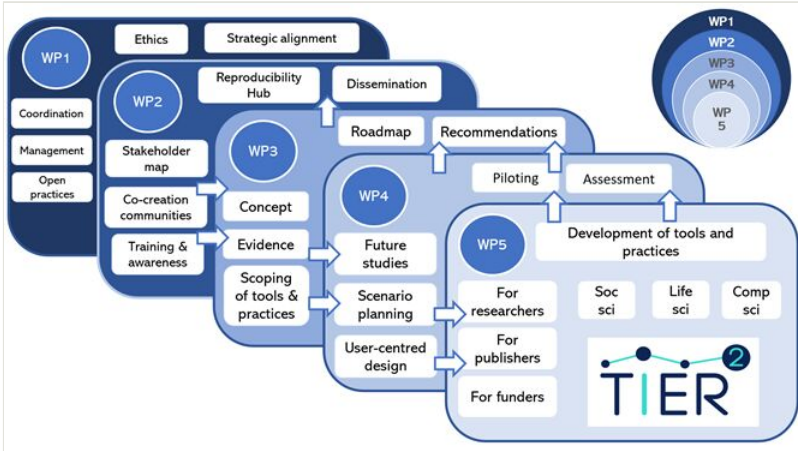 WP1
Ethics
Strategic alignment
Coordination
Management
Open
practices
WP2
Reproducibility
Hub
Dissemination
Stakeholder
map
Co-creation
communities
Training &
awareness
WP3
Roadmap
Recommendations
Concept
Evidence
Scoping
of tools &
practices
WP4
Piloting
Assessment
Future
studies
Scenario
planning
User-centred
design
WP5
Development of tools and
practices
For
researchers
For
publishers
For funders
Soc
sci
Life
sci
Comp
sci
TIER2
WP1
WP2
WP3
WP4
WP
5